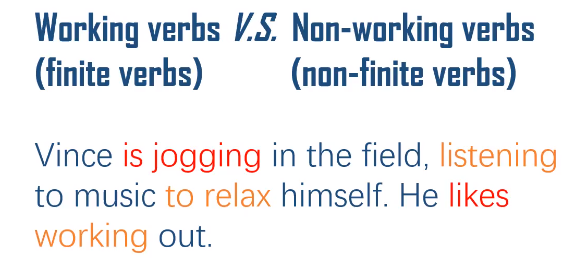 Working verbs V.S. Non-working verbs
(finite verbs) (non-finite verbs)
Vince is jogging in the field, listening
to music to relax himself. He likes
working out.